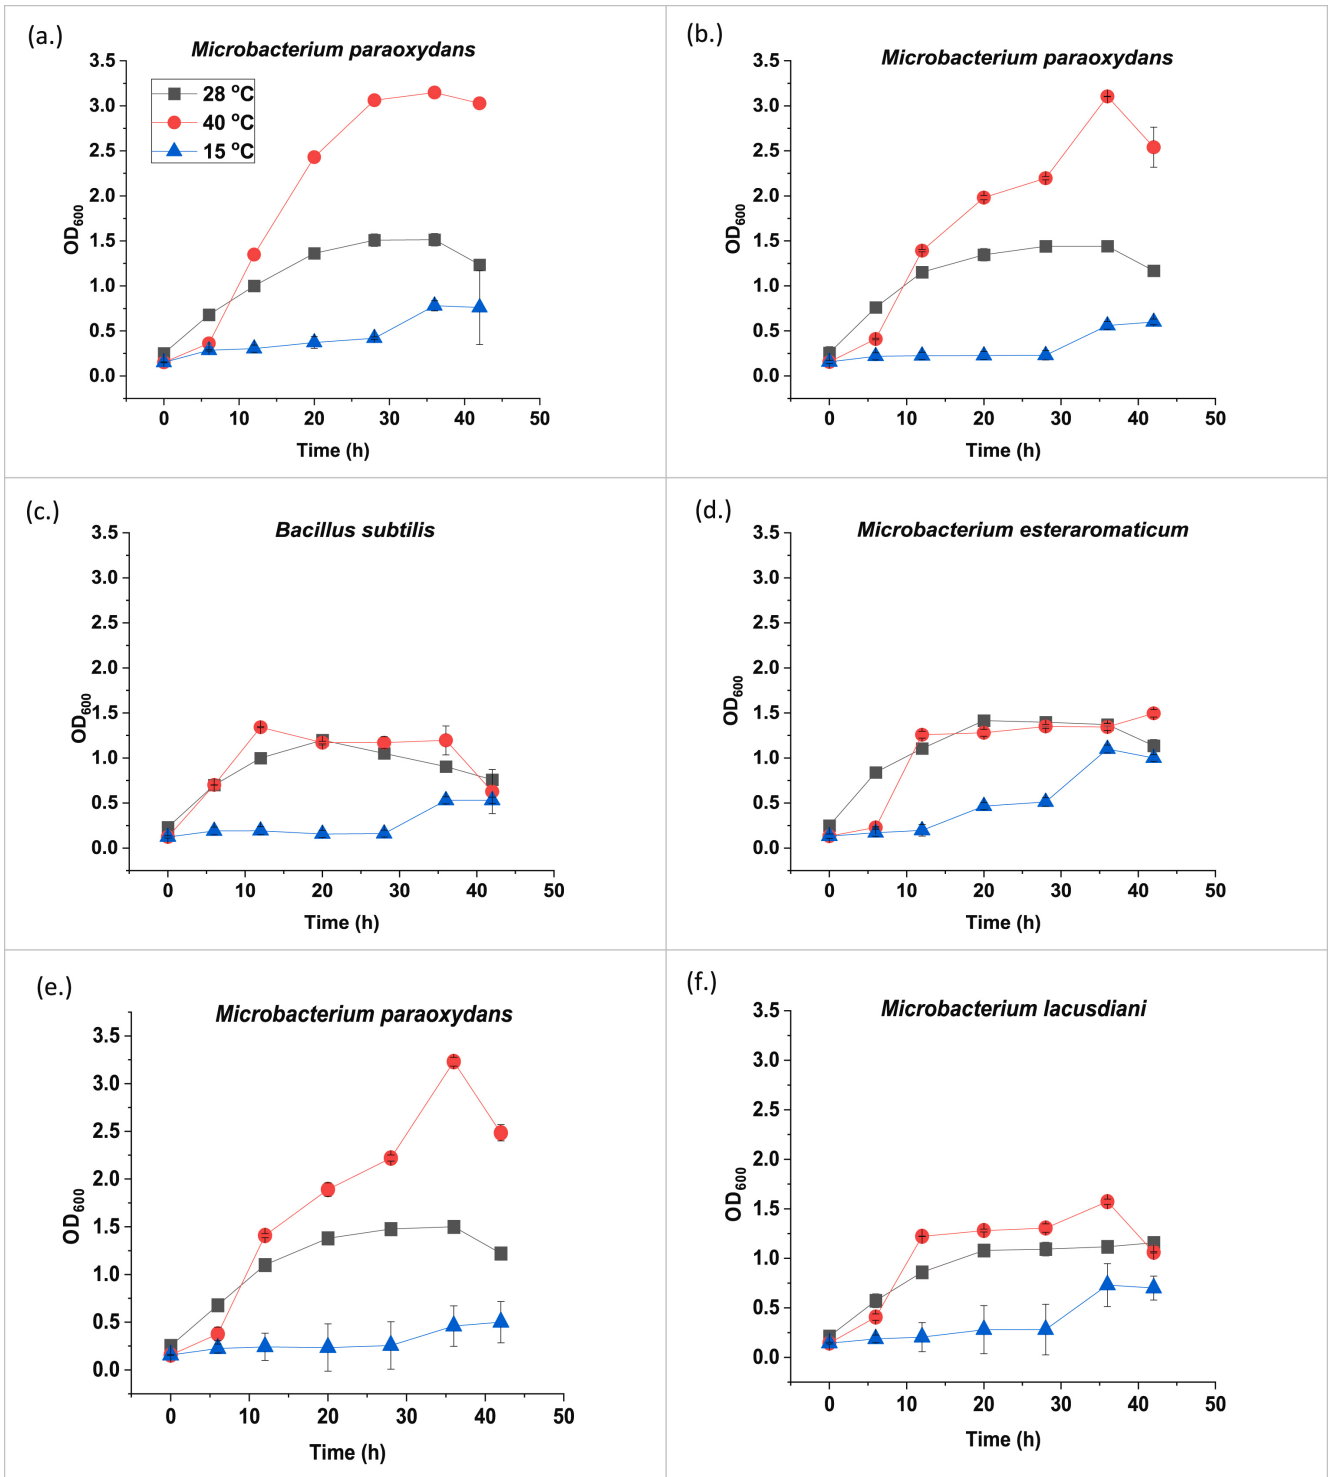 (a.)
Microbacterium paraoxydans
3.5
3.0
2.5
2.0
1.5
1.0
0.5
0.0
OD600
28 °C
40 °C
15 °C
0 10 20 30 40 50
Time (h)
(b.)
Microbacterium paraoxydans
3.5
3.0
2.5
2.0
1.5
1.0
0.5
0.0
OD600
0 10 20 30 40 50
Time (h)
(c.)
Bacillus subtilis
3.5
3.0
2.5
2.0
1.5
1.0
0.5
0.0
OD600
0 10 20 30 40 50
Time (h)
(d.)
Microbacterium esteraromaticum
3.5
3.0
2.5
2.0
1.5
1.0
0.5
0.0
OD600
0 10 20 30 40 50
Time (h)
(e.)
Microbacterium paraoxydans
3.5
3.0
2.5
2.0
1.5
1.0
0.5
0.0
OD600
0 10 20 30 40 50
Time (h)
(f.)
Microbacterium lacusdiani
3.5
3.0
2.5
2.0
1.5
1.0
0.5
0.0
OD600
0 10 20 30 40 50
Time (h)